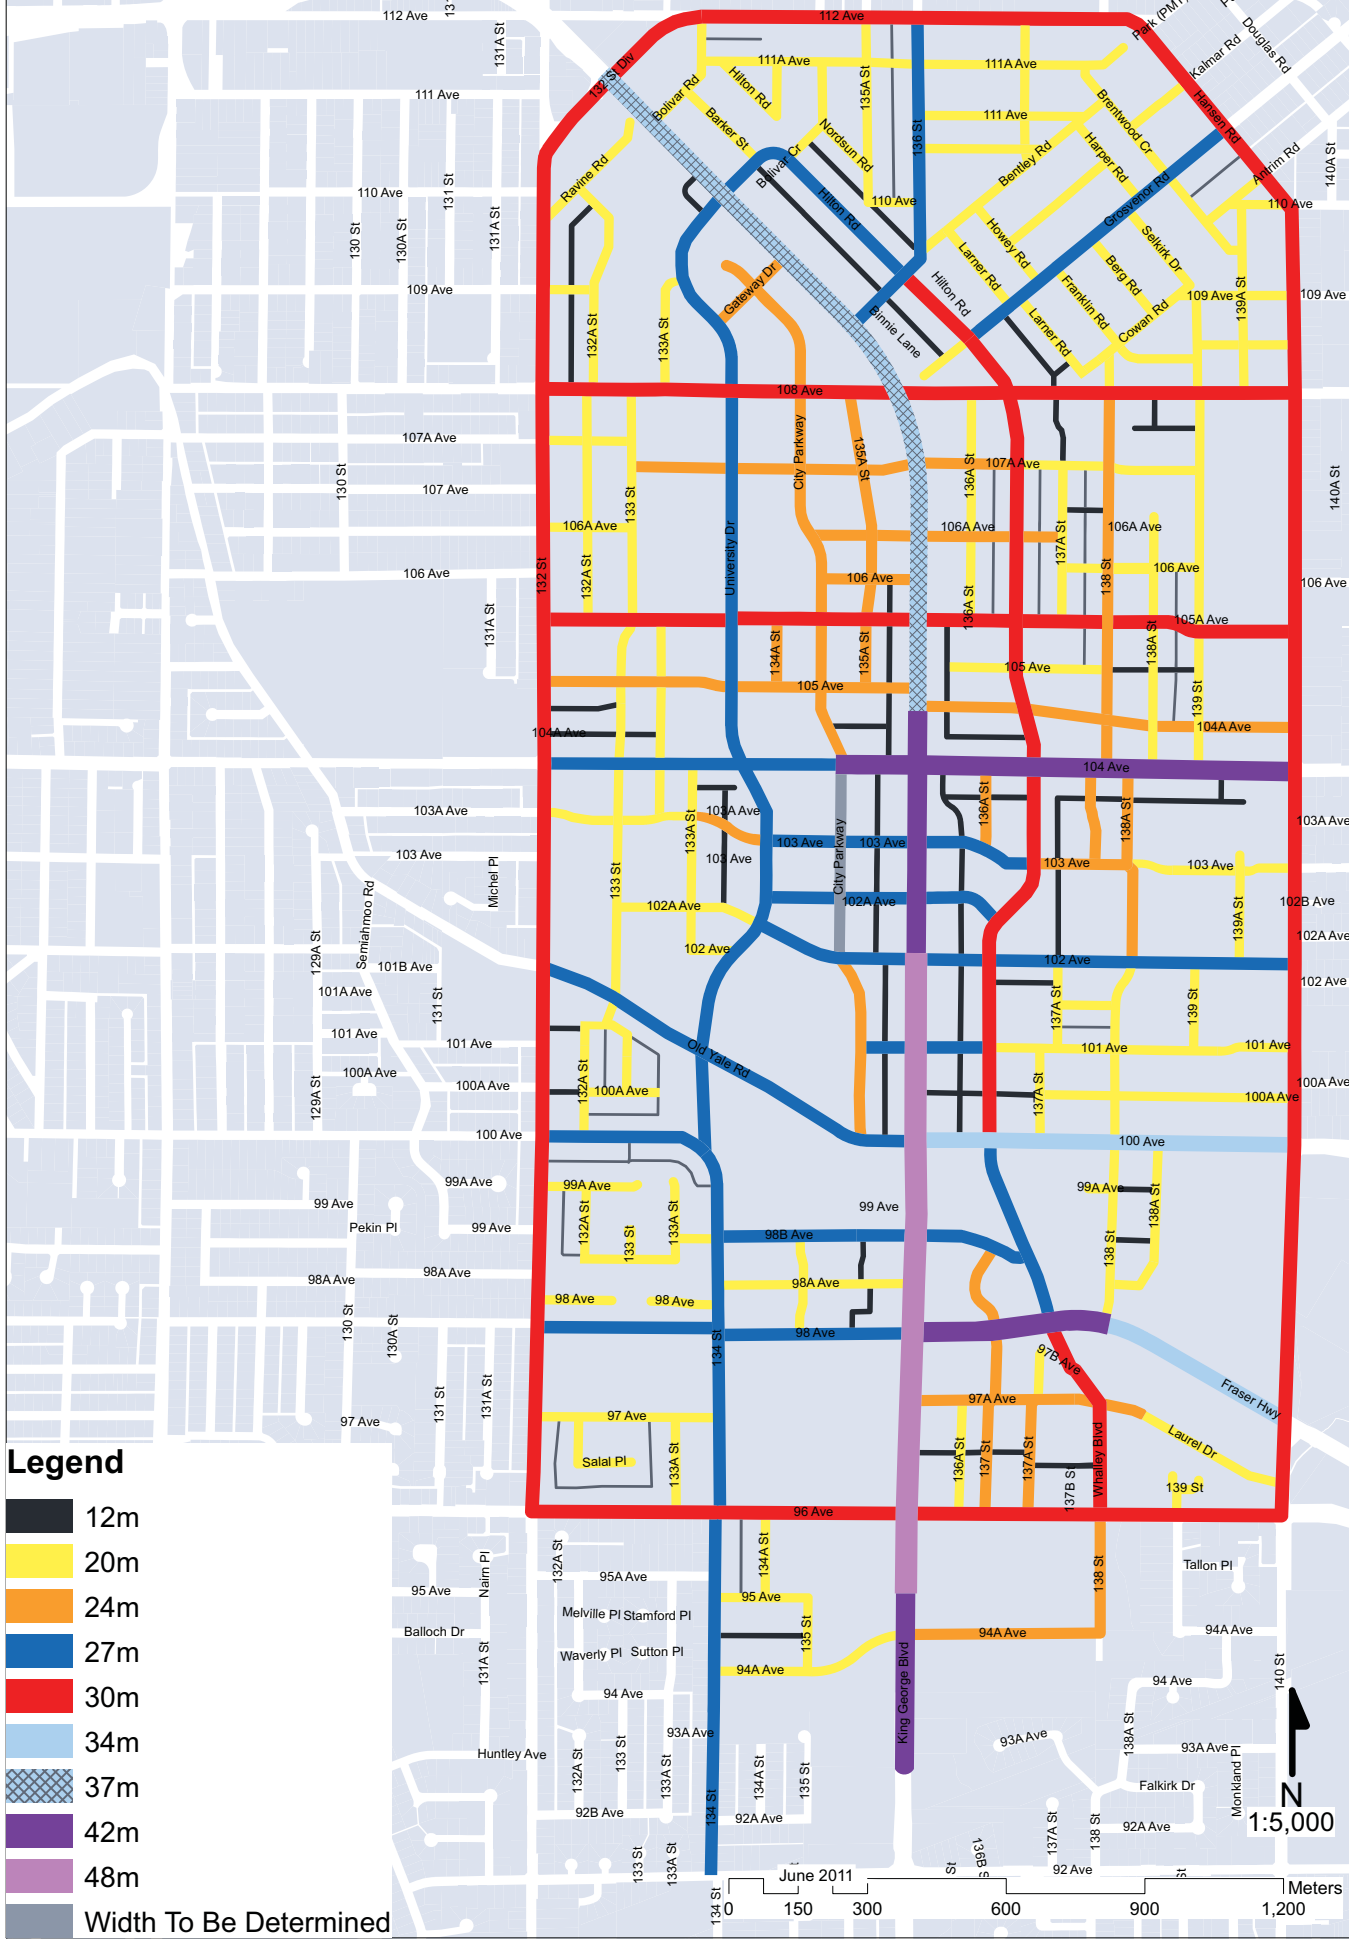 112 Ave
131
112 Ave
Park (PMT)
Douglas Rd
Kalmar Rd
131A St
132 St Div
Bolivar Rd
Hilton Rd
111A Ave
135A St
111A Ave
111 Ave
Hansen Rd
Barker St
Nordsun Rd
136 St
111 Ave
Brentwood Cr
Harper Rd
Antrim Rd
140A St
Bolivar Cr
Bentley Rd
Ravine Rd
110 Ave
131 St
Hilton Rd
110 Ave
Grosvenor Rd
110 Ave
130 St
130A St
131A St
Howey Rd
Selkirk Dr
Larner Rd
Berg Rd
109 Ave
Gateway Dr
Hilton Rd
Franklin Rd
109 Ave
139A St
109 Ave
Binnie Lane
Cowan Rd
Larner Rd
132A St
133A St
108 Ave
107A Ave
City Parkway
135A St
107A Ave
136A St
130 St
107 Ave
133 St
140A St
106A Ave
University Dr
106A Ave
137A St
106A Ave
106 Ave
132 St
132A St
106 Ave
138 St
106 Ave
106 Ave
136A St
131A St
105A Ave
134A St
135A St
105 Ave
138A St
105 Ave
139 St
104A Ave
104A Ave
104 Ave
103A Ave
133A St
103A Ave
136A St
138A St
103A Ave
103 Ave
103 Ave
103 Ave
103 Ave
City Parkway
103 Ave
103 Ave
Michel Pl
133 St
Semiahmoo Rd
102A Ave
102A Ave
139A St
102B Ave
129A St
102 Ave
102 Ave
102A Ave
101B Ave
102 Ave
101A Ave
131 St
137A St
139 St
101 Ave
101 Ave
Old Yale Rd
101 Ave
101 Ave
100A Ave
129A St
100A Ave
132A St
100A Ave
137A St
100A Ave
100A Ave
100 Ave
100 Ave
99A Ave
99A Ave
99A Ave
138A St
99 Ave
Pekin Pl
99 Ave
132A St
133 St
133A St
99 Ave
98B Ave
138 St
98A Ave
98A Ave
98A Ave
98 Ave
98 Ave
130 St
130A St
134 St
98 Ave
97B Ave
Fraser Hwy
131 St
131A St
97A Ave
97 Ave
97 Ave
Laurel Dr
Salal Pl
133A St
136A St
137 St
137A St
137B St
Whalley Blvd
139 St
96 Ave
Legend
12m
20m
24m
27m
30m
34m
37m
42m
48m
Width To Be Determined
Nairn Pl
132A St
134A St
138 St
Tallon Pl
95 Ave
95A Ave
95 Ave
Melville Pl
Stamford Pl
Balloch Dr
135 St
94A Ave
94A Ave
Waverly Pl
Sutton Pl
131A St
94A Ave
King George Blvd
94 Ave
94 Ave
140 St
93A Ave
93A Ave
138A St
93A Ave
Huntley Ave
132A St
133 St
133A St
134A St
135 St
Falkirk Dr
Monkland Pl
N
1:5,000
92B Ave
134 St
92A Ave
137A St
138 St
92A Ave
133 St
133A St
St
136B S
92 Ave
St
June 2011
Meters
134 St
0
150
300
600
900
1,200